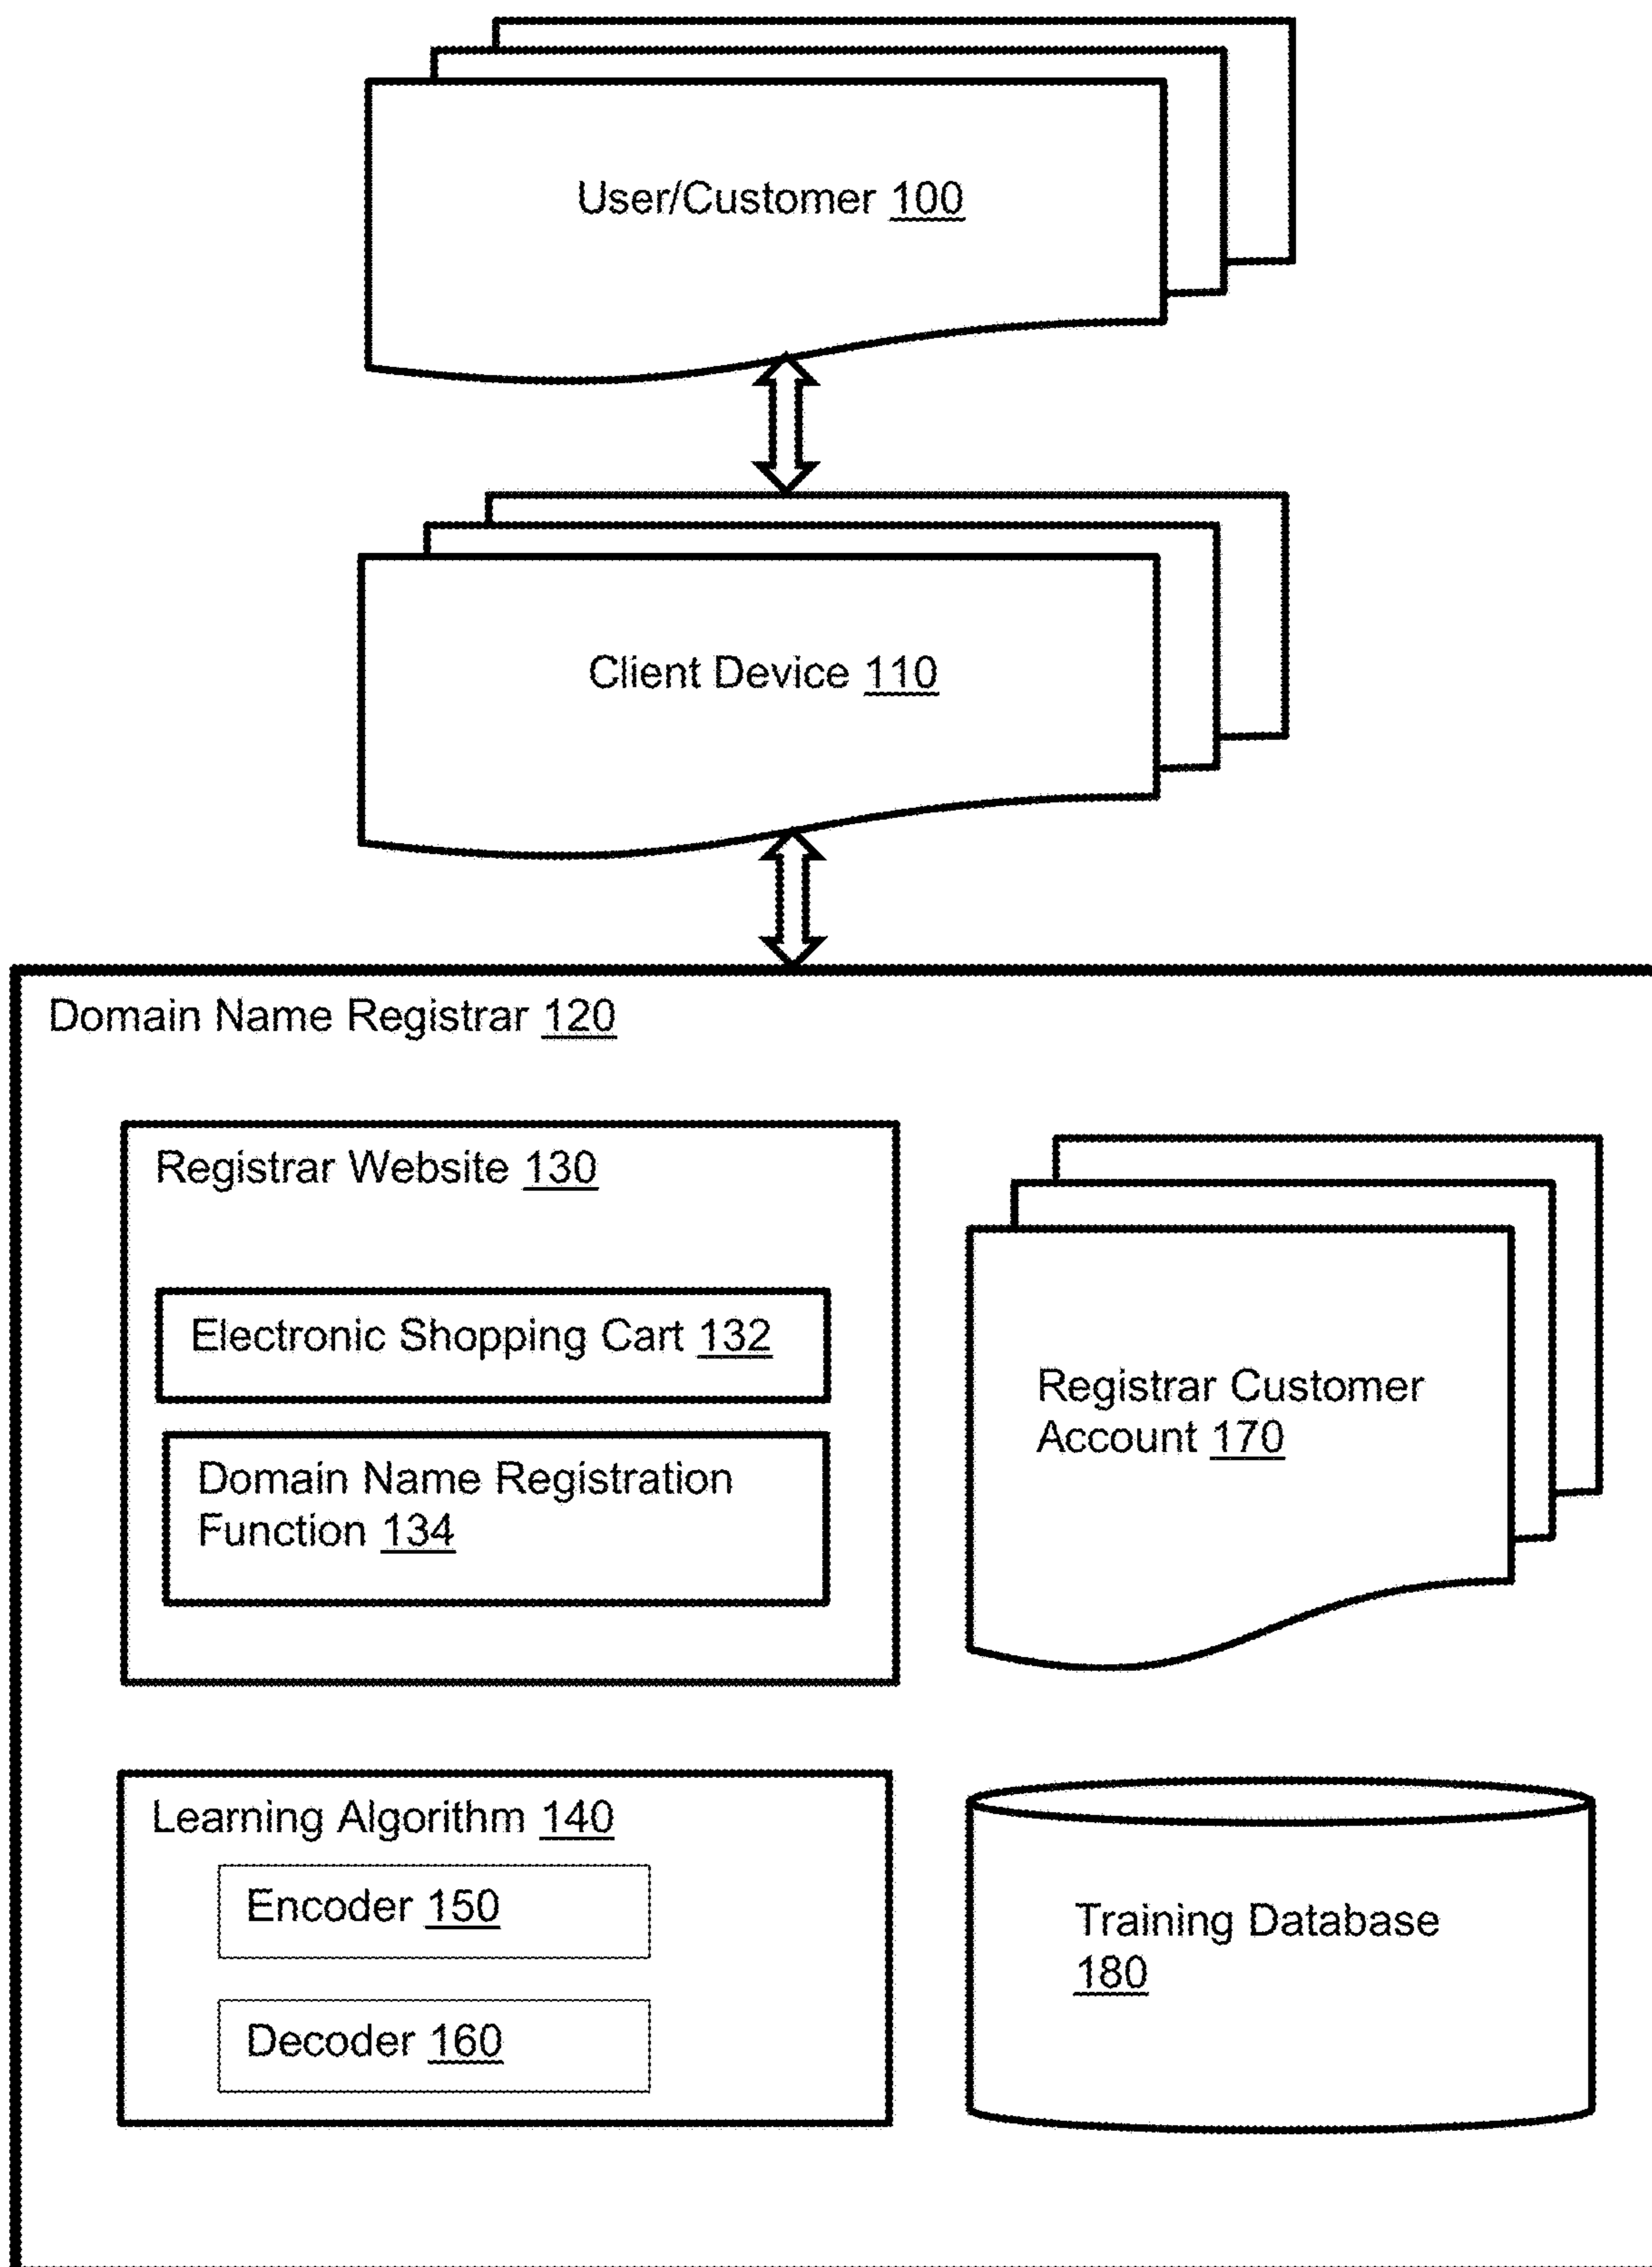 User/Customer 100
Client Device 110
Domain Name Registrar 120
Registrar Website 130
Electronic Shopping Cart 132
Domain Name Registration
Function 134
Registrar Customer
Account 170
Learning Algorithm 140
Encoder 150
Decoder 160
Training Database
180